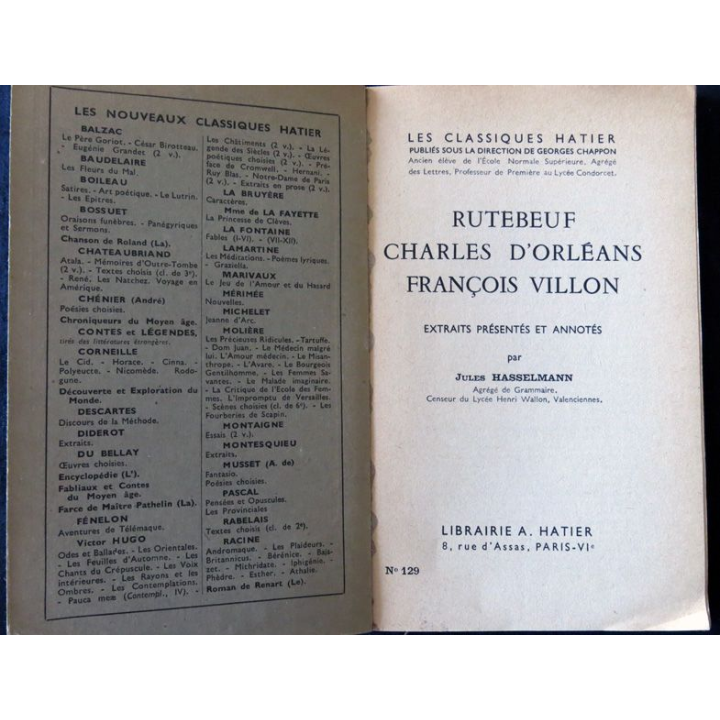 LES NOUVEAUX CLASSIQUES HATIER
BALZAC
Le Père Goriot. - César Birotteau.
Eugénie Grandet (2 v.).
BAUDELAIRE
Les Fleurs du Mal.
BOILEAU
Satires. - Art poétique. - Le Lutrin.
- Les Epitres.
BOSSUET
Oraisons funèbres. - Panégyriques
et Sermons.
Chanson de Roland (La).
CHATEAUBRIAND
Atala. - Mémoires d'Outre-Tombe
(2 v.). - Textes choisis (cl. de 3e).
- René. Les Natchez. Voyage en
Amérique.
CHÉNIER (André)
Poésies choisies.
Chroniqueurs du Moyen âge.
CONTES et LÉGENDES,
tirés des littératures étrangères.
CORNEILLE
Le Cid. - Horace. - Cinna. -
Polyeucte. - Nicomède. Rodo-
gune.
Découverte et Exploration du
Monde.
DESCARTES
Discours de la Méthode.
DIDEROT
Extraits.
DU BELLAY
Œuvres choisies.
Encyclopédie (L').
Fabliaux et Contes
du Moyen âge.
Farce de Maître Pathelin (La).
FÉNELON
Aventures de Télémaque.
Victor HUGO
Odes et Ballades. - Les Orientales.
- Les Feuilles d'Automne. - Les
Chants du Crépuscule. - Les Voix
intérieures. - Les Rayons et les
Ombres. - Les Contemplations.
- Pauca meæ (Contempl., IV). -
Les Châtiments (2 v.). - La Lé-
gende des Siècles (2 v.). - Œuvres
poétiques choisies (2 v.). - Pré-
face de Cromwell. - Hernani. -
Ruy Blas. - Notre-Dame de Paris
(2 v.). - Extraits en prose (2 v.).
LA BRUYÈRE
Caractères.
Mme de LA FAYETTE
La Princesse de Clèves.
LA FONTAINE
Fables (I-VI). - (VII-XII).
LAMARTINE
Les Méditations. - Poèmes lyriques.
- Graziella.
MARIVAUX
Le Jeu de l'Amour et du Hasard
MÉRIMÉE
Nouvelles.
MICHELET
Jeanne d'Arc.
MOLIÈRE
Les Précieuses Ridicules. - Tartuffe.
- Dom Juan. - Le Médecin malgré
lui. L'Amour médecin. - Le Misan-
thrope. - L'Avare. - Le Bourgeois
Gentilhomme. - Les Femmes Sa-
vantes. - Le Malade imaginaire.
- La Critique de l'Ecole des Fem-
mes. L'Impromptu de Versailles.
- Scènes choisies (cl. de 6e). - Les
Fourberies de Scapin.
MONTAIGNE
Essais (2 v.).
MONTESQUIEU
Extraits.
MUSSET (A. de)
Fantasio.
Poésies choisies.
PASCAL
Pensées et Opuscules.
Les Provinciales
RABELAIS
Textes choisis (cl. de 2e).
RACINE
Andromaque. - Les Plaideurs. -
Britannicus. - Bérénice. - Baja-
zet. - Mithridate. - Iphigénie. -
Phèdre. - Esther. - Athalie.
Roman de Renart (Le).
LES CLASSIQUES HATIER
PUBLIÉS SOUS LA DIRECTION DE GEORGES CHAPPON
Ancien élève de l'École Normale Supérieure, Agrégé
des Lettres, Professeur de Première au Lycée Condorcet.
RUTEBEUF
CHARLES D'ORLÉANS
FRANÇOIS VILLON
EXTRAITS PRÉSENTÉS ET ANNOTÉS
par
JULES HASSELMANN
Agrégé de Grammaire.
Censeur du Lycée Henri Wallon, Valenciennes.
LIBRAIRIE A. HATIER
8, rue d'Assas, PARIS-VIe
No 129